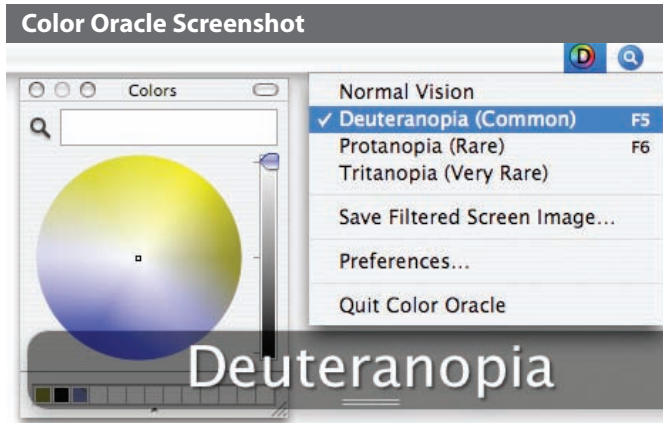 Color Oracle Screenshot
D
Colors
Normal Vision
✓ Deuteranopia (Common) F5
Protanopia (Rare) F6
Tritanopia (Very Rare)
Save Filtered Screen Image...
Preferences...
Quit Color Oracle
Deuteranopia